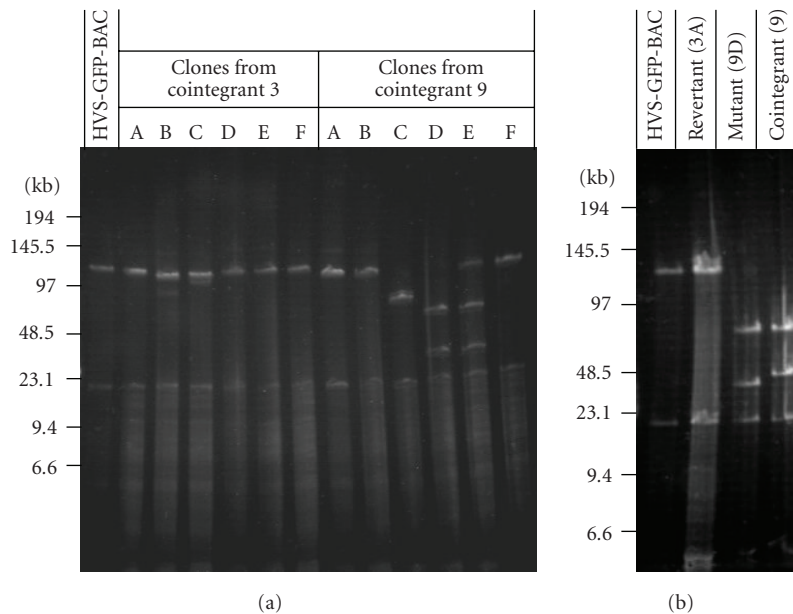 HVS-GFP-BAC
Clones from
cointegrant 3
Clones from
cointegrant 9
A B C D E F A B C D E F
(kb)
194
145.5
97
48.5
23.1
9.4
6.6
(a)
HVS-GFP-BAC
Revertant (3A)
Mutant (9D)
Cointegrant (9)
(kb)
194
145.5
97
48.5
23.1
9.4
6.6
(b)